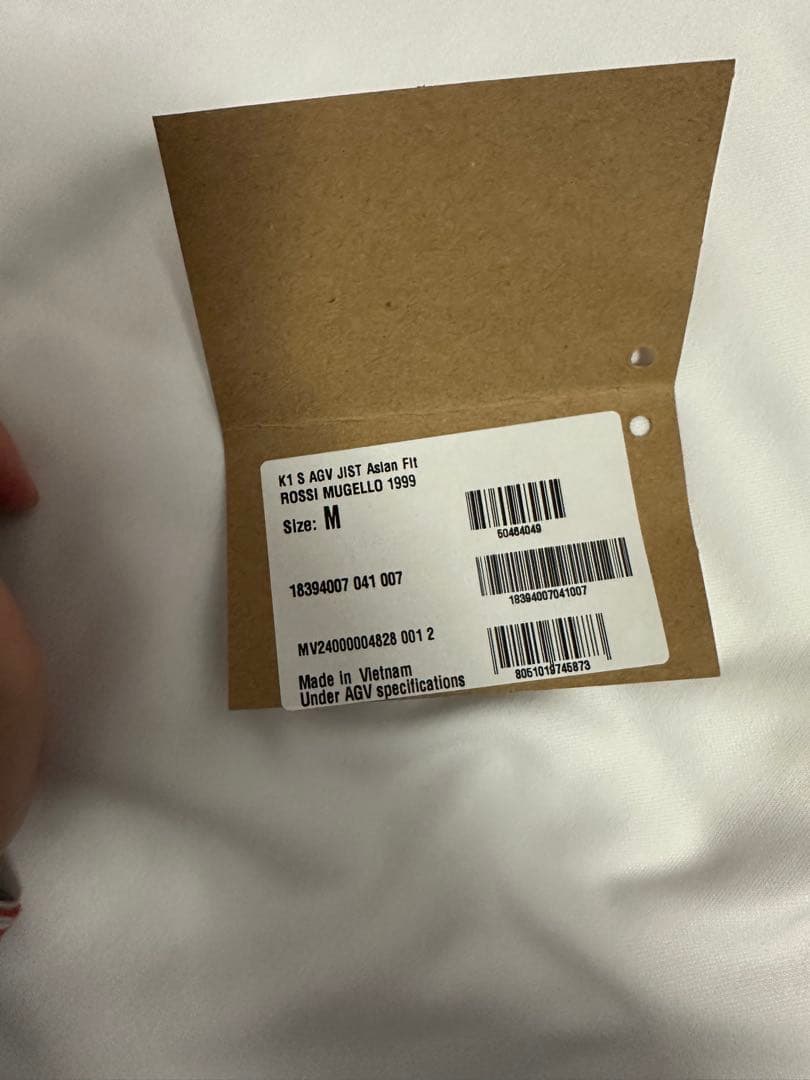 K1 S AGV JIST Asian Fit
ROSSI MUGELLO 1999
Size: M
50464049
18394007 041 007
18394007041007
MV24000004828 001 2
8051019745873
Made in Vietnam
Under AGV specifications